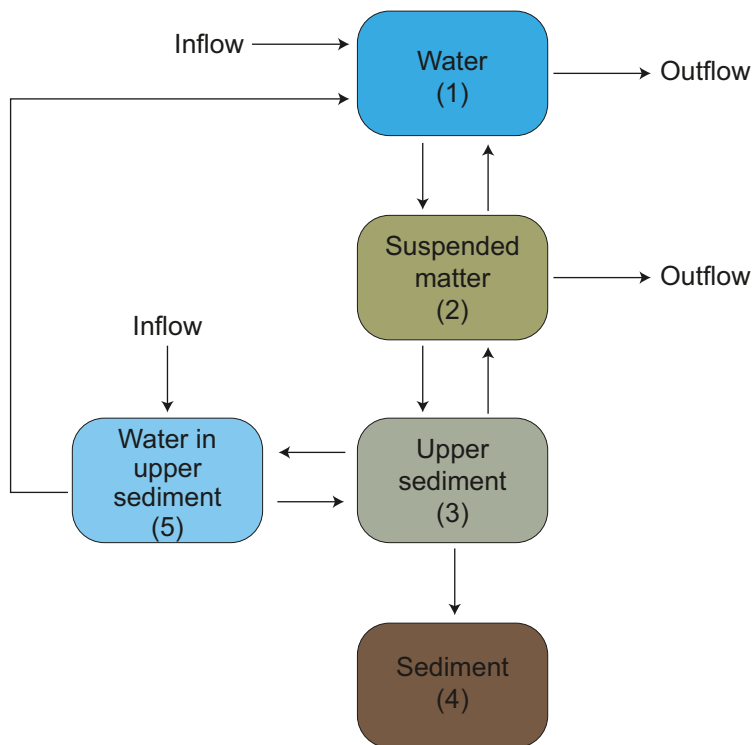 Inflow
Water
(1)
Outflow
Suspended
matter
(2)
Outflow
Inflow
Water in
upper
sediment
(5)
Upper
sediment
(3)
Sediment
(4)